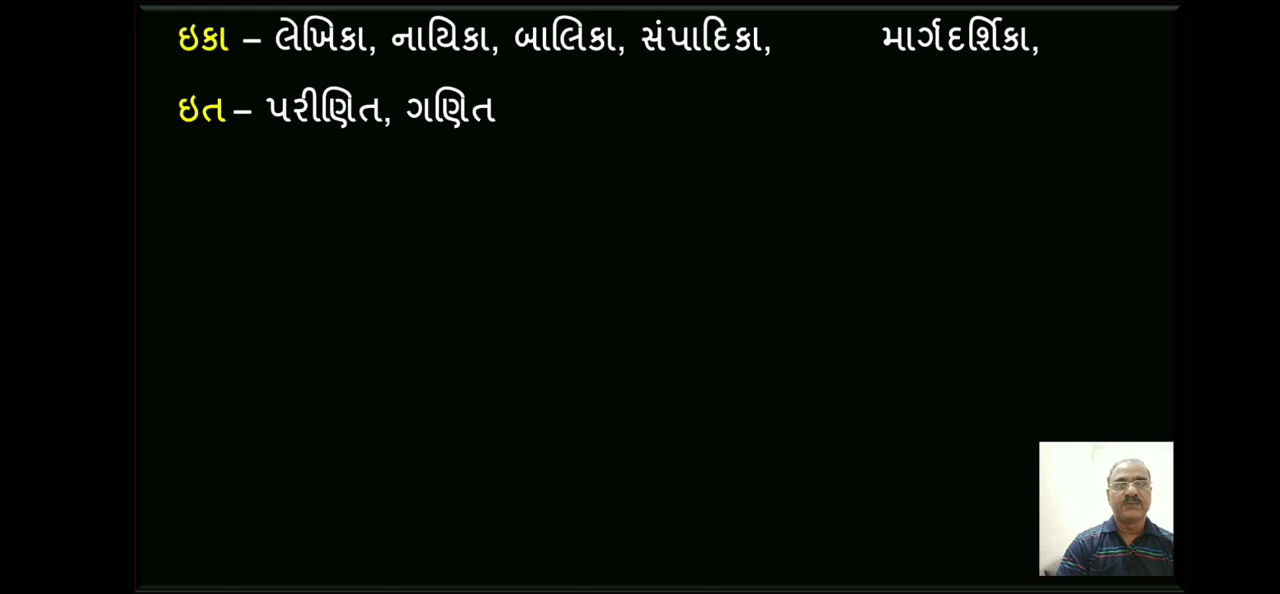 ઇકા – લેખિકા, નાયિકા, બાલિકા, સંપાદિકા, માર્ગદર્શિકા,
ઇત – પરીણિત, ગણિત